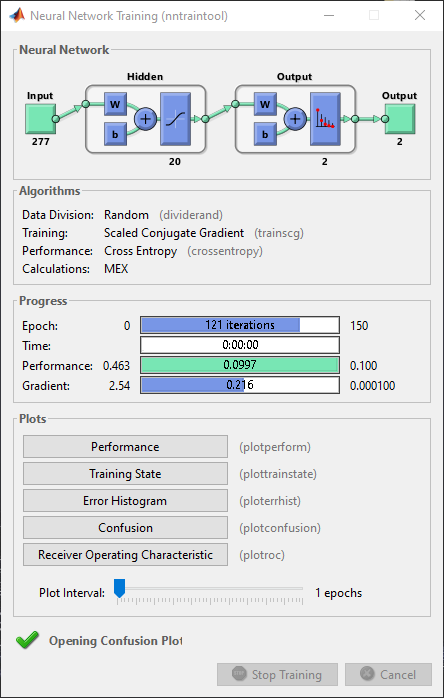 Neural Network Training (nntraintool)
Neural Network
Hidden Output
Input Output
W W
b b
+ +
277 2
20 2
Algorithms
Data Division: Random (dividerand)
Training: Scaled Conjugate Gradient (trainscg)
Performance: Cross Entropy (crossentropy)
Calculations: MEX
Progress
Epoch: 0 121 iterations 150
Time: 0:00:00
Performance: 0.463 0.0997 0.100
Gradient: 2.54 0.216 0.000100
Plots
Performance (plotperform)
Training State (plottrainstate)
Error Histogram (ploterrhist)
Confusion (plotconfusion)
Receiver Operating Characteristic (plotroc)
Plot Interval: 1 epochs
Opening Confusion Plot
Stop Training Cancel